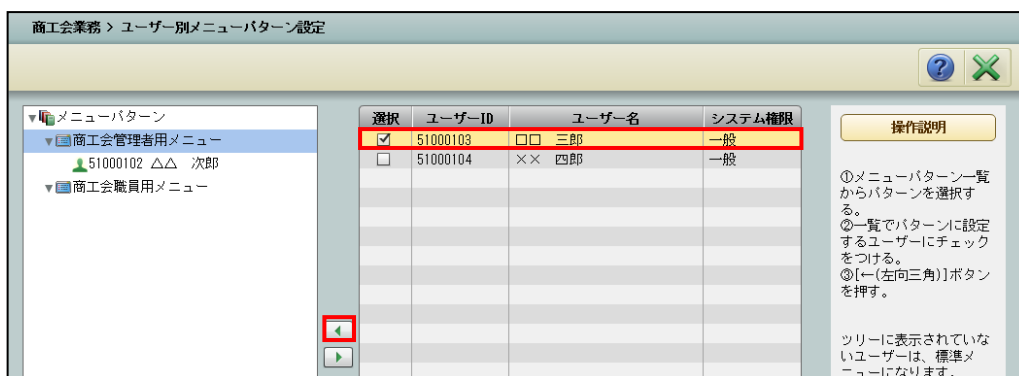 商工会業務 > ユーザー別メニューパターン設定
メニューパターン
商工会管理者用メニュー
51000102 △△ 次郎
商工会職員用メニュー
選択 ユーザーID ユーザー名 システム権限
51000103 □□ 三郎 一般
51000104 ×× 四郎 一般
操作説明
①メニューパターン一覧
からパターンを選択す
る。
②一覧でパターンに設定
するユーザーにチェック
をつける。
③[←(左向三角)]ボタン
を押す。
ツリーに表示されていな
いユーザーは、標準メ
ニューになります。